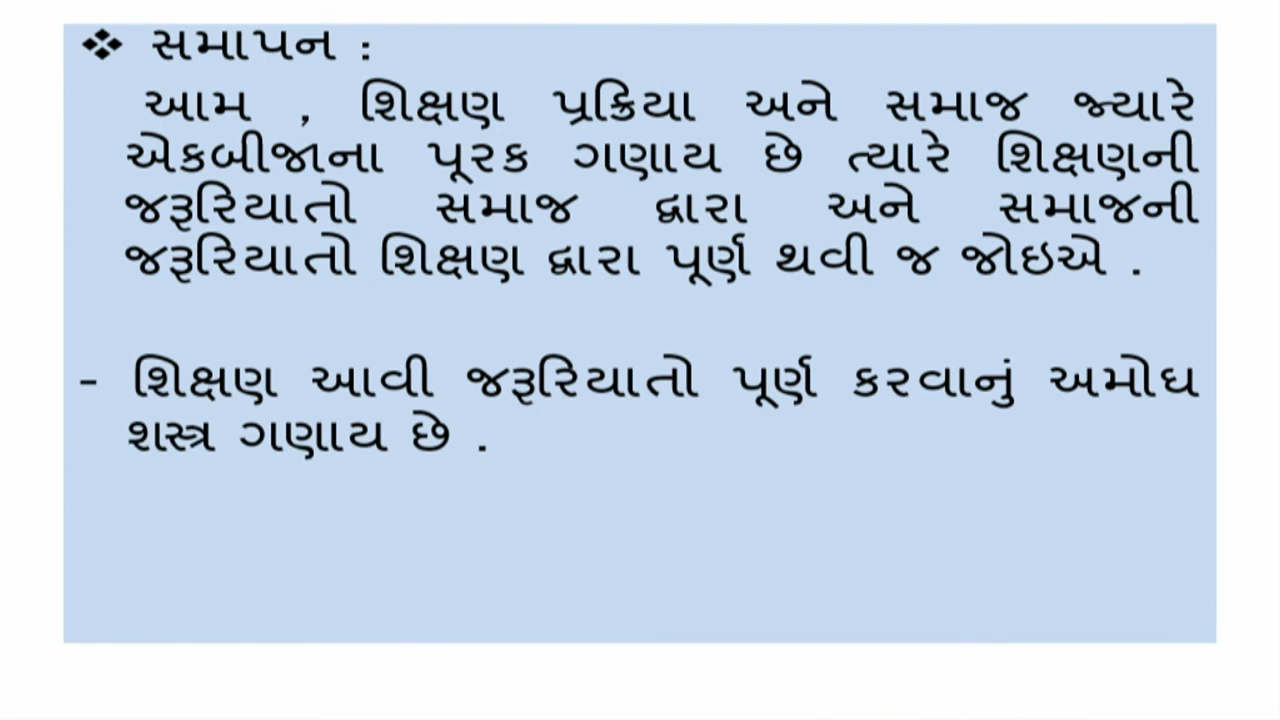 ❖ સમાપન :
આમ , શિક્ષણ પ્રક્રિયા અને સમાજ જ્યારે
એકબીજાના પૂરક ગણાય છે ત્યારે શિક્ષણની
જરૂરિયાતો સમાજ દ્વારા અને સમાજની
જરૂરિયાતો શિક્ષણ દ્વારા પૂર્ણ થવી જ જોઇએ .
- શિક્ષણ આવી જરૂરિયાતો પૂર્ણ કરવાનું અમોઘ
શસ્ત્ર ગણાય છે .